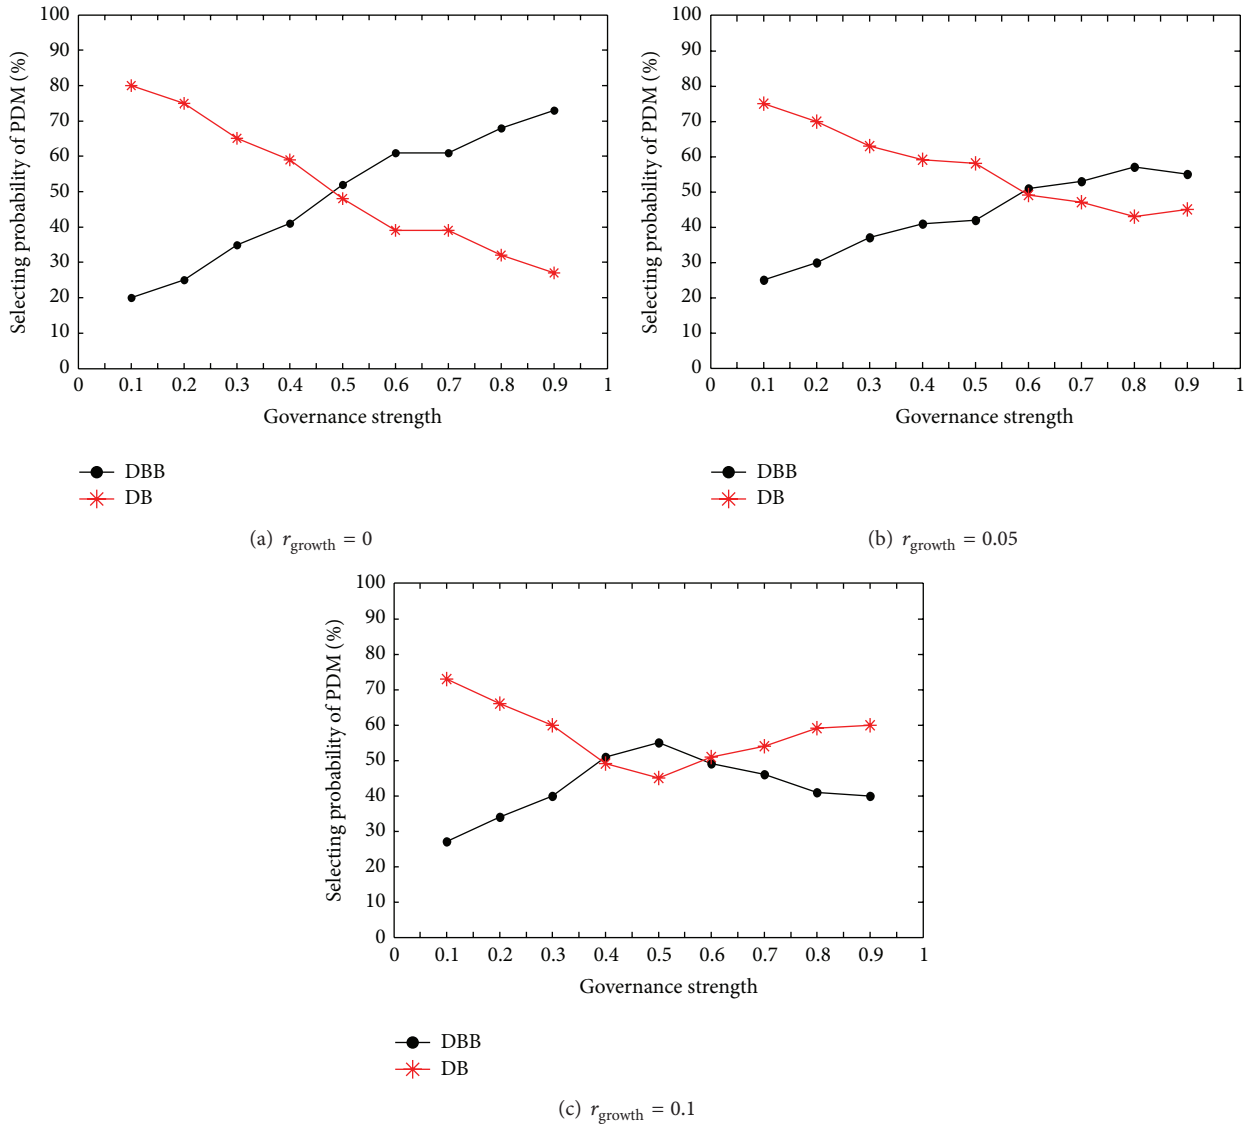 Selecting probability of PDM (%)
100
90
80
70
60
50
40
30
20
10
0
0 0.1 0.2 0.3 0.4 0.5 0.6 0.7 0.8 0.9 1
Governance strength
DBB
DB
(a) r_growth = 0
Selecting probability of PDM (%)
100
90
80
70
60
50
40
30
20
10
0
0 0.1 0.2 0.3 0.4 0.5 0.6 0.7 0.8 0.9 1
Governance strength
DBB
DB
(b) r_growth = 0.05
Selecting probability of PDM (%)
100
90
80
70
60
50
40
30
20
10
0
0 0.1 0.2 0.3 0.4 0.5 0.6 0.7 0.8 0.9 1
Governance strength
DBB
DB
(c) r_growth = 0.1